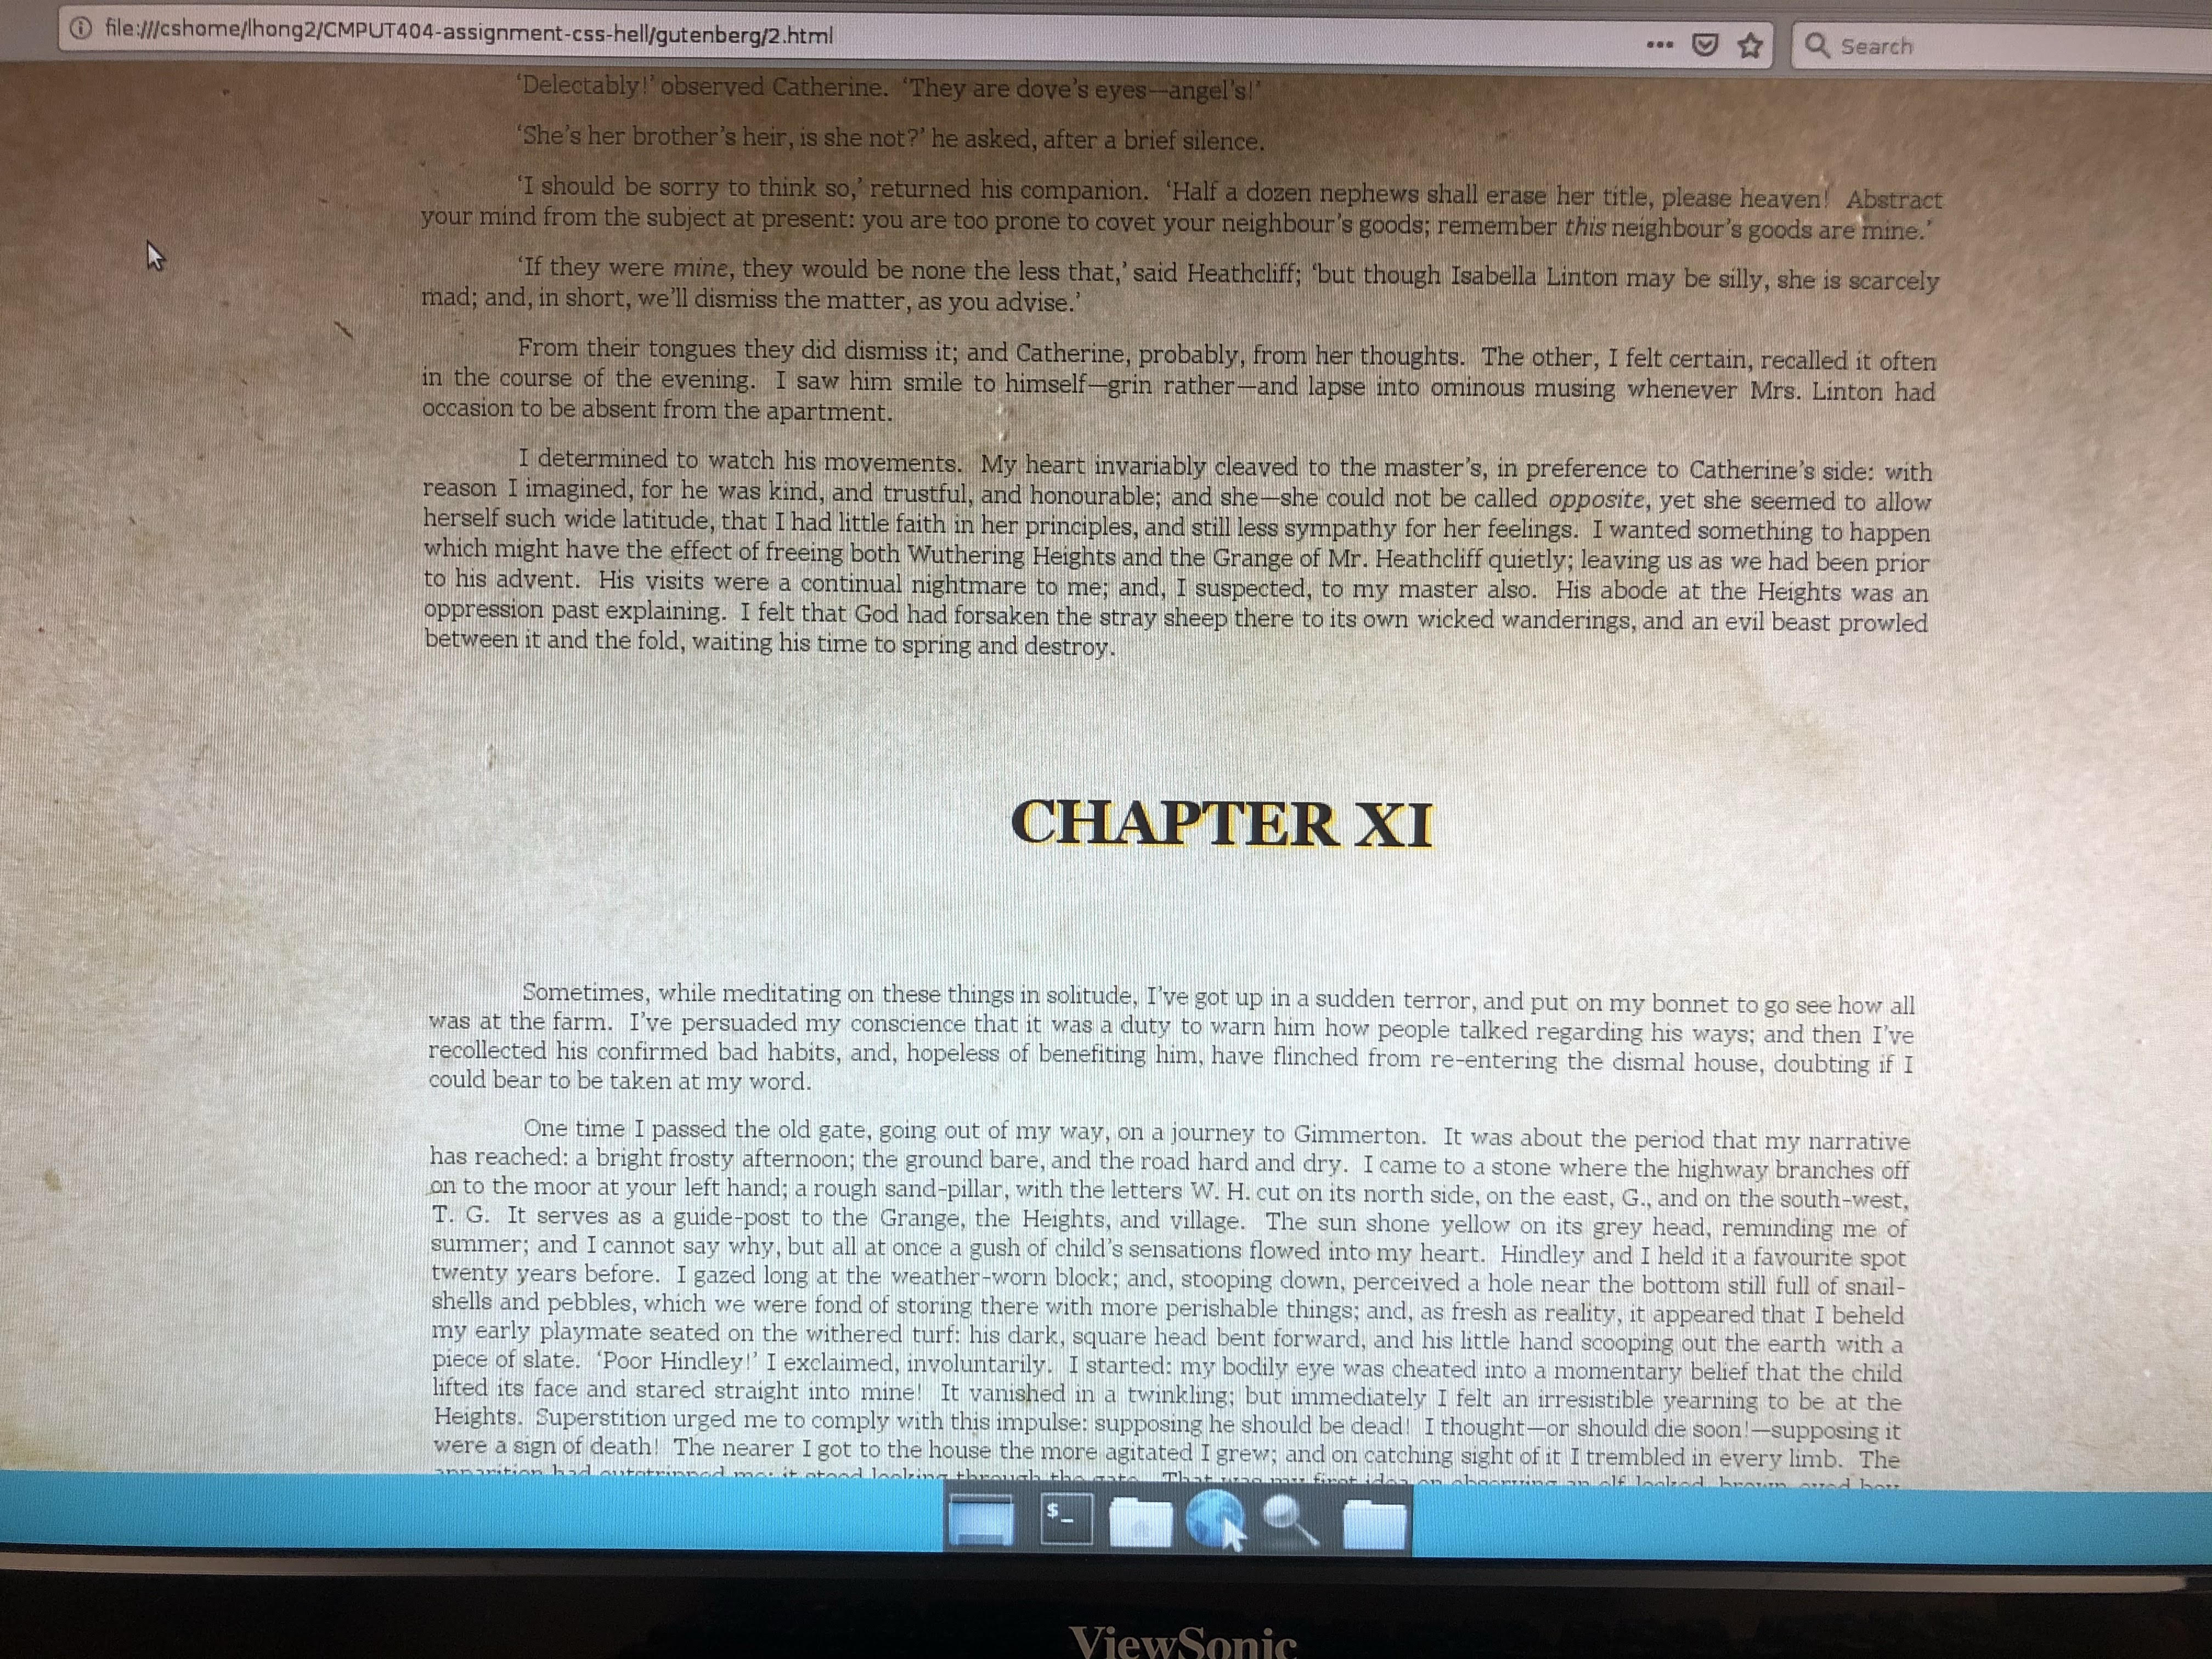 file:///cshome/lhong2/CMPUT404-assignment-css-hell/gutenberg/2.html
Search
‘Delectably!’ observed Catherine.  ‘They are dove’s eyes—angel’s!’
‘She’s her brother’s heir, is she not?’ he asked, after a brief silence.
‘I should be sorry to think so,’ returned his companion.  ‘Half a dozen nephews shall erase her title, please heaven!  Abstract
your mind from the subject at present: you are too prone to covet your neighbour’s goods; remember this neighbour’s goods are mine.’
‘If they were mine, they would be none the less that,’ said Heathcliff; ‘but though Isabella Linton may be silly, she is scarcely
mad; and, in short, we’ll dismiss the matter, as you advise.’
From their tongues they did dismiss it; and Catherine, probably, from her thoughts.  The other, I felt certain, recalled it often
in the course of the evening.  I saw him smile to himself—grin rather—and lapse into ominous musing whenever Mrs. Linton had
occasion to be absent from the apartment.
I determined to watch his movements.  My heart invariably cleaved to the master’s, in preference to Catherine’s side: with
reason I imagined, for he was kind, and trustful, and honourable; and she—she could not be called opposite, yet she seemed to allow
herself such wide latitude, that I had little faith in her principles, and still less sympathy for her feelings.  I wanted something to happen
which might have the effect of freeing both Wuthering Heights and the Grange of Mr. Heathcliff quietly; leaving us as we had been prior
to his advent.  His visits were a continual nightmare to me; and, I suspected, to my master also.  His abode at the Heights was an
oppression past explaining.  I felt that God had forsaken the stray sheep there to its own wicked wanderings, and an evil beast prowled
between it and the fold, waiting his time to spring and destroy.
CHAPTER XI
Sometimes, while meditating on these things in solitude, I’ve got up in a sudden terror, and put on my bonnet to go see how all
was at the farm.  I’ve persuaded my conscience that it was a duty to warn him how people talked regarding his ways; and then I’ve
recollected his confirmed bad habits, and, hopeless of benefiting him, have flinched from re-entering the dismal house, doubting if I
could bear to be taken at my word.
One time I passed the old gate, going out of my way, on a journey to Gimmerton.  It was about the period that my narrative
has reached: a bright frosty afternoon; the ground bare, and the road hard and dry.  I came to a stone where the highway branches off
on to the moor at your left hand; a rough sand-pillar, with the letters W. H. cut on its north side, on the east, G., and on the south-west,
T. G.  It serves as a guide-post to the Grange, the Heights, and village.  The sun shone yellow on its grey head, reminding me of
summer; and I cannot say why, but all at once a gush of child’s sensations flowed into my heart.  Hindley and I held it a favourite spot
twenty years before.  I gazed long at the weather-worn block; and, stooping down, perceived a hole near the bottom still full of snail-
shells and pebbles, which we were fond of storing there with more perishable things; and, as fresh as reality, it appeared that I beheld
my early playmate seated on the withered turf: his dark, square head bent forward, and his little hand scooping out the earth with a
piece of slate.  ‘Poor Hindley!’ I exclaimed, involuntarily.  I started: my bodily eye was cheated into a momentary belief that the child
lifted its face and stared straight into mine!  It vanished in a twinkling; but immediately I felt an irresistible yearning to be at the
Heights.  Superstition urged me to comply with this impulse: supposing he should be dead!  I thought—or should die soon!—supposing it
were a sign of death!  The nearer I got to the house the more agitated I grew; and on catching sight of it I trembled in every limb.  The
apparition had outstripped me: it stood looking through the gate.  That was my first idea on observing an elf-locked, brown-eyed boy
$_
ViewSonic